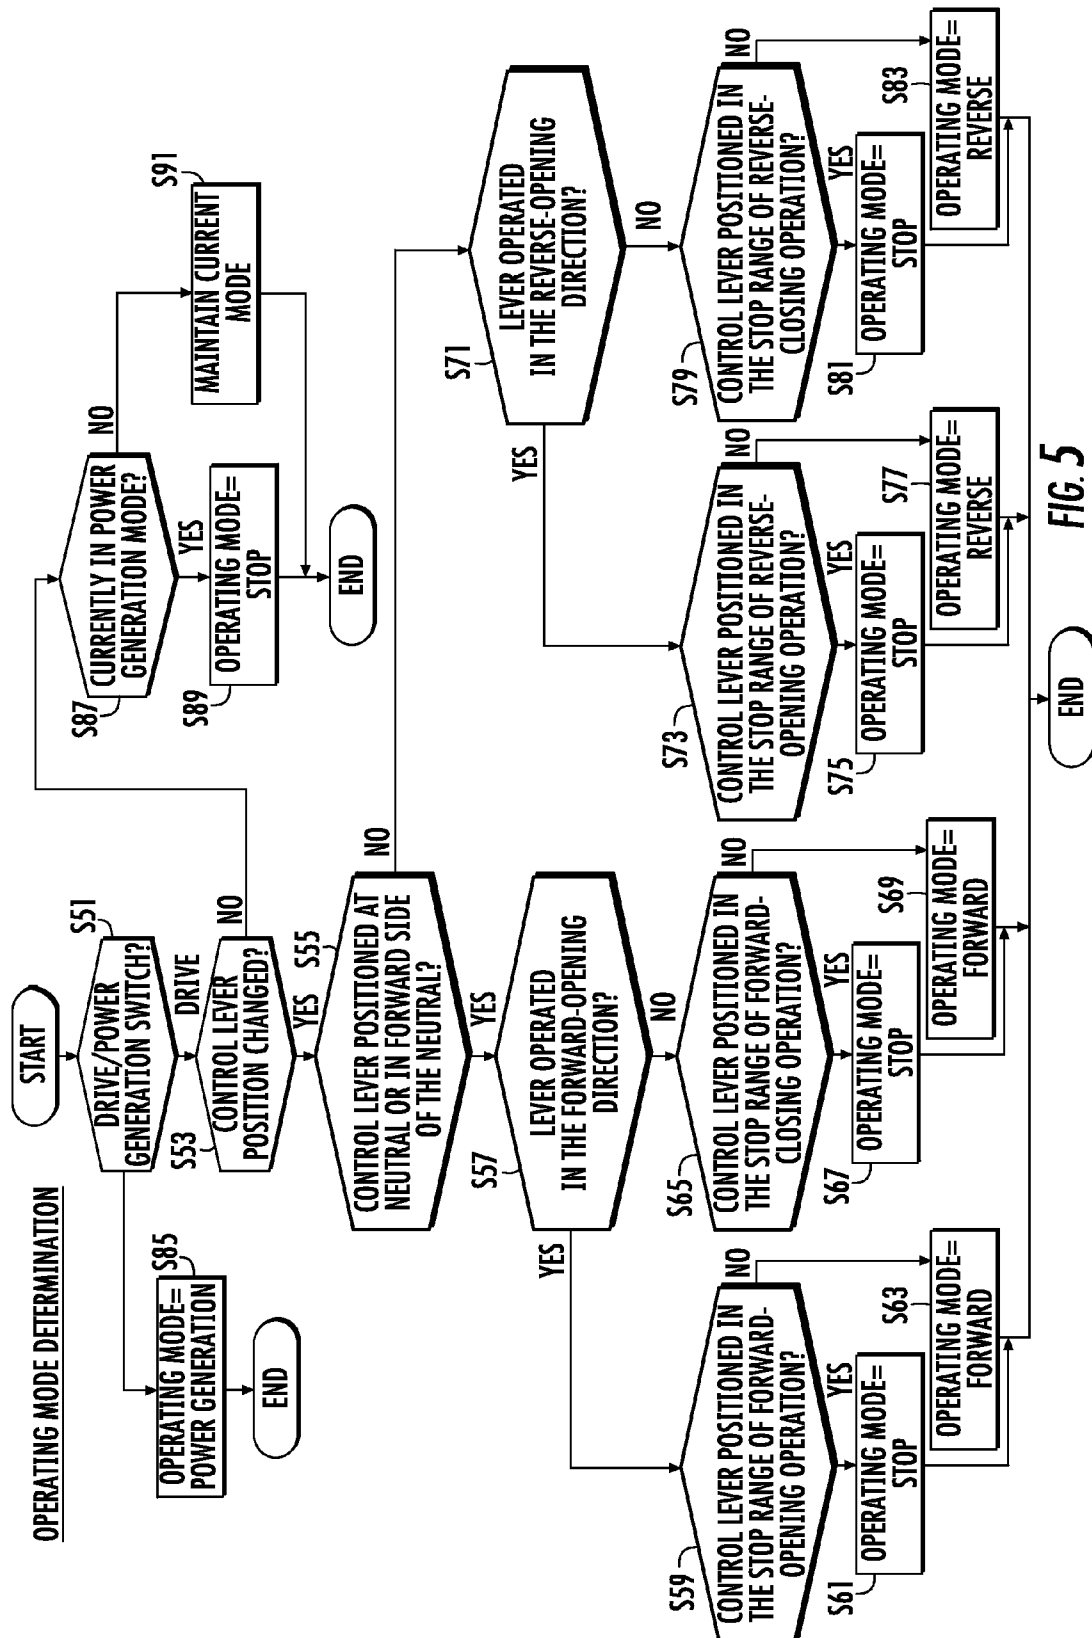 OPERATING MODE DETERMINATION
START
S51
DRIVE/POWER
GENERATION SWITCH?
DRIVE
S85
OPERATING MODE=
POWER GENERATION
END
S53
CONTROL LEVER
POSITION CHANGED?
NO
YES
S87
CURRENTLY IN POWER
GENERATION MODE?
NO
YES
S89
OPERATING MODE=
STOP
S91
MAINTAIN CURRENT
MODE
END
S55
CONTROL LEVER POSITIONED AT
NEUTRAL OR IN FORWARD SIDE
OF THE NEUTRAL?
NO
YES
S57
LEVER OPERATED
IN THE FORWARD-OPENING
DIRECTION?
YES
NO
S71
LEVER OPERATED
IN THE REVERSE-OPENING
DIRECTION?
YES
NO
S59
CONTROL LEVER POSITIONED IN
THE STOP RANGE OF FORWARD-
OPENING OPERATION?
NO
YES
S61
OPERATING MODE=
STOP
S63
OPERATING MODE=
FORWARD
S65
CONTROL LEVER POSITIONED IN
THE STOP RANGE OF FORWARD-
CLOSING OPERATION?
NO
YES
S67
OPERATING MODE=
STOP
S69
OPERATING MODE=
FORWARD
S73
CONTROL LEVER POSITIONED IN
THE STOP RANGE OF REVERSE-
OPENING OPERATION?
NO
YES
S75
OPERATING MODE=
STOP
S77
OPERATING MODE=
REVERSE
S79
CONTROL LEVER POSITIONED IN
THE STOP RANGE OF REVERSE-
CLOSING OPERATION?
NO
YES
S81
OPERATING MODE=
STOP
S83
OPERATING MODE=
REVERSE
END
FIG. 5